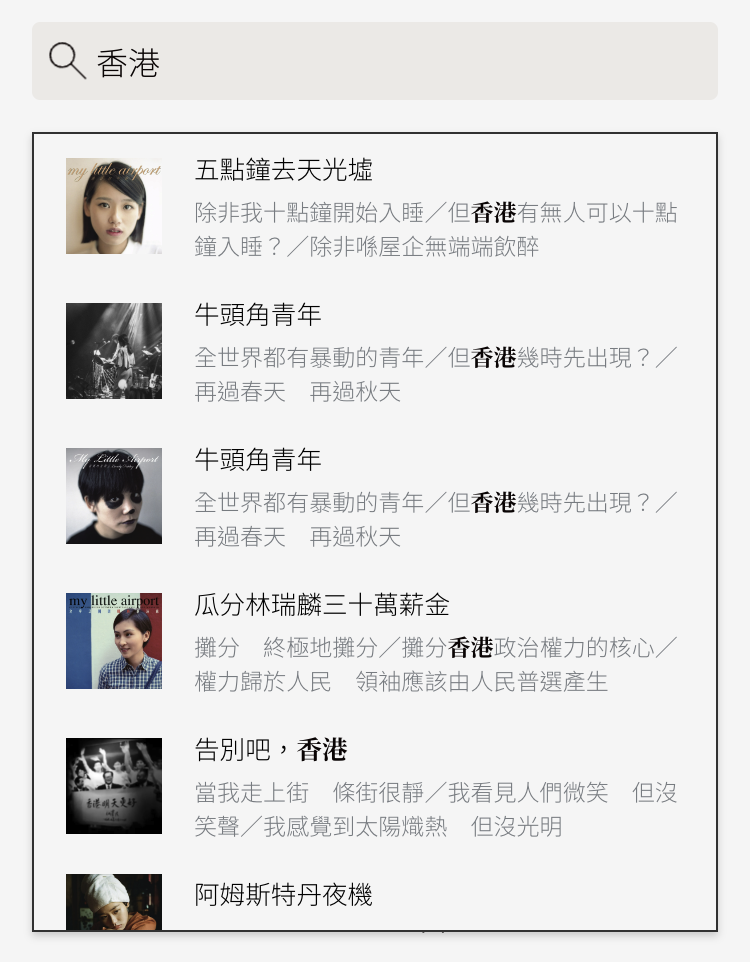 香港
my little airport
五點鐘去天光墟
除非我十點鐘開始入睡／但香港有無人可以十點
鐘入睡？／除非喺屋企無端端飲醉
牛頭角青年
全世界都有暴動的青年／但香港幾時先出現？／
再過春天　再過秋天
My Little Airport
牛頭角青年
全世界都有暴動的青年／但香港幾時先出現？／
再過春天　再過秋天
my little airport
瓜分林瑞麟三十萬薪金
攤分　終極地攤分／攤分香港政治權力的核心／
權力歸於人民　領袖應該由人民普選產生
香港明天更好
告別吧，香港
當我走上街　條街很靜／我看見人們微笑　但沒
笑聲／我感覺到太陽熾熱　但沒光明
阿姆斯特丹夜機